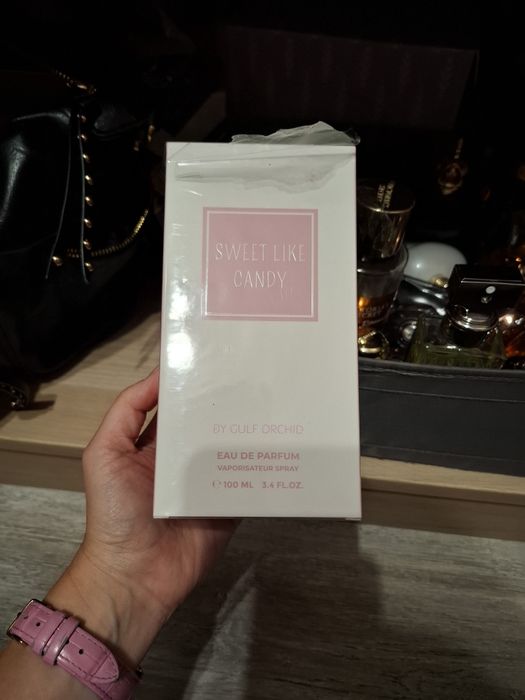 SWEET LIKE
CANDY
BY GULF ORCHID
EAU DE PARFUM
VAPORISATEUR SPRAY
℮ 100 ML 3.4 FL.OZ.